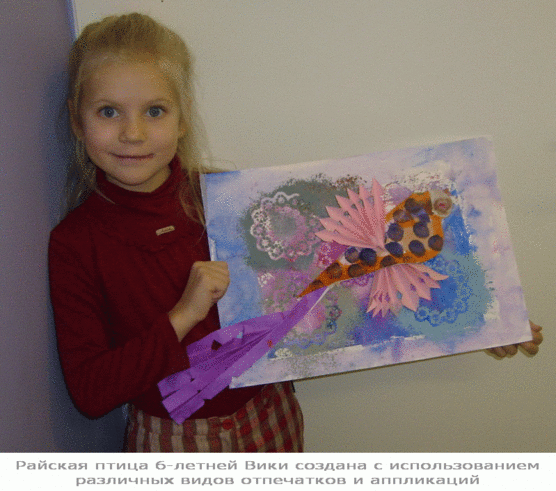 Райская птица 6-летней Вики создана с использованием
различных видов отпечатков и аппликаций